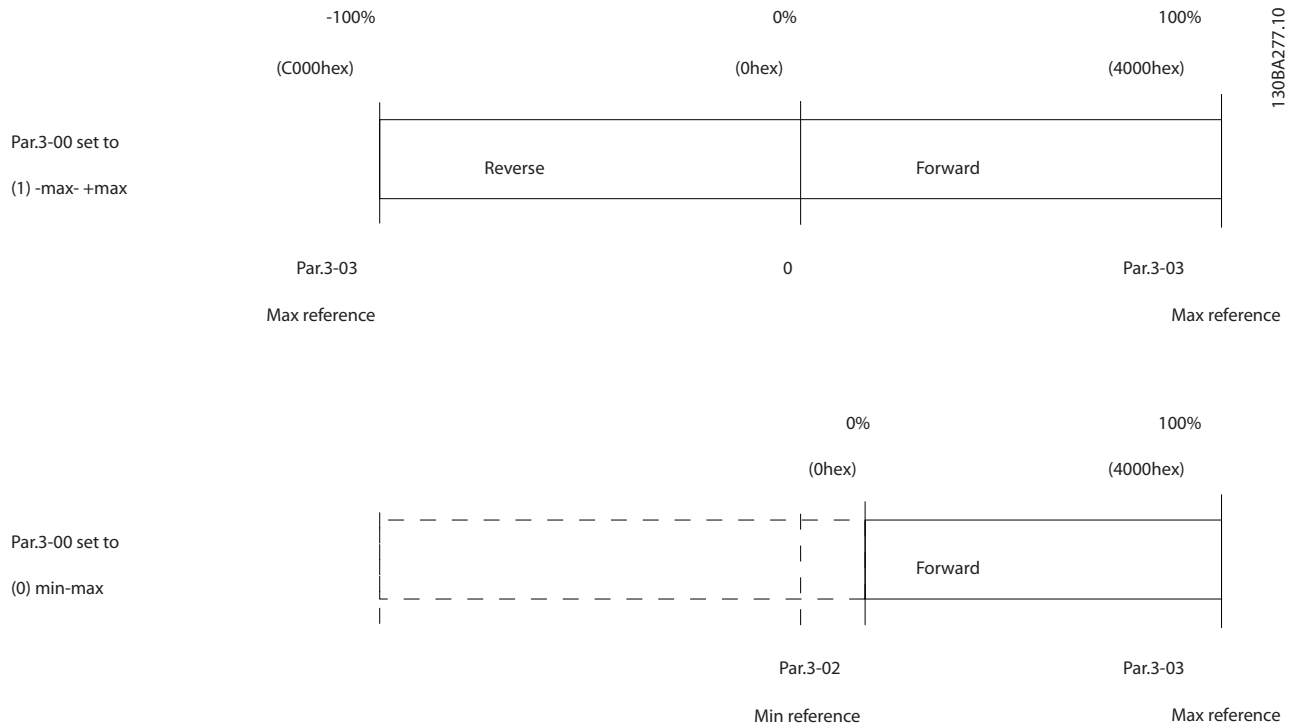 -100% 0% 100%
(C000hex) (0hex) (4000hex)
130BA277.10
Par.3-00 set to
(1) -max- +max
Reverse Forward
Par.3-03 0 Par.3-03
Max reference Max reference
0% 100%
(0hex) (4000hex)
Par.3-00 set to
(0) min-max
Forward
Par.3-02 Par.3-03
Min reference Max reference